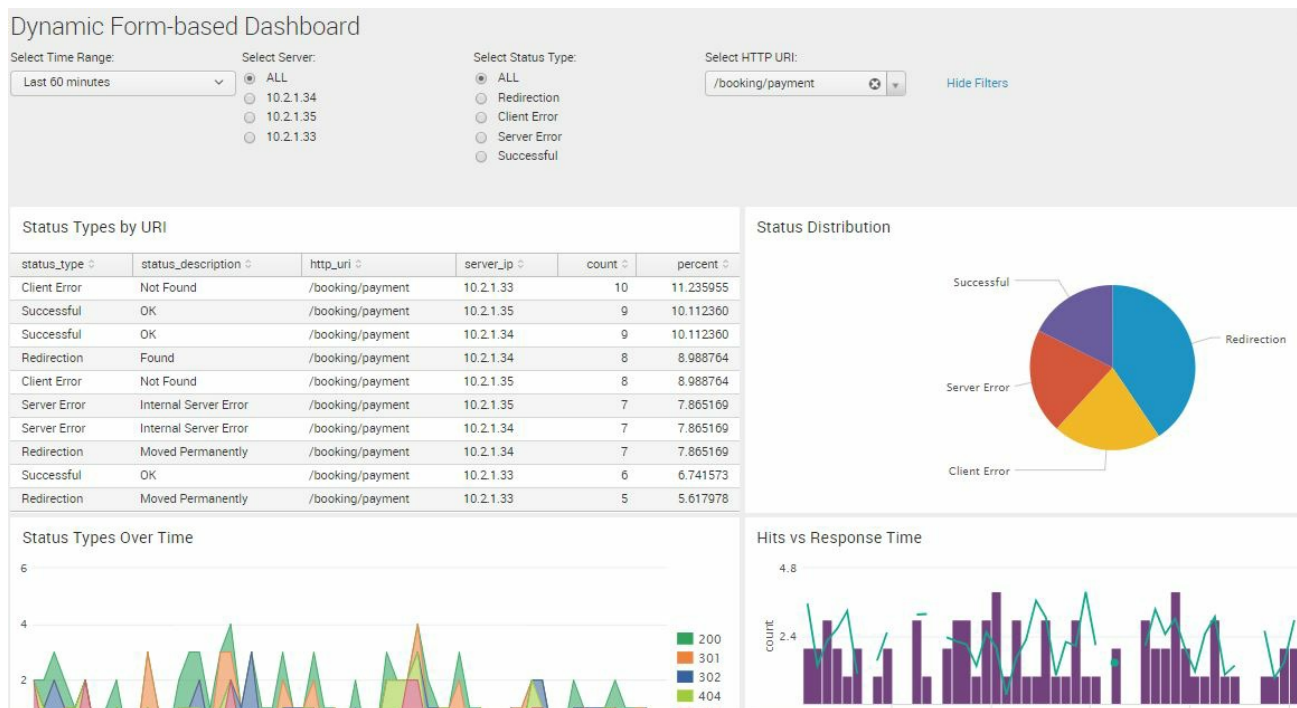 Dynamic Form-based Dashboard
Select Time Range: Select Server: Select Status Type: Select HTTP URI:
Last 60 minutes ALL ALL /booking/payment Hide Filters
10.2.1.34 Redirection
10.2.1.35 Client Error
10.2.1.33 Server Error
Successful
Status Types by URI
status_type status_description http_uri server_ip count percent
Client Error Not Found /booking/payment 10.2.1.33 10 11.235955
Successful OK /booking/payment 10.2.1.35 9 10.112360
Successful OK /booking/payment 10.2.1.34 9 10.112360
Redirection Found /booking/payment 10.2.1.34 8 8.988764
Client Error Not Found /booking/payment 10.2.1.35 8 8.988764
Server Error Internal Server Error /booking/payment 10.2.1.35 7 7.865169
Server Error Internal Server Error /booking/payment 10.2.1.34 7 7.865169
Redirection Moved Permanently /booking/payment 10.2.1.34 7 7.865169
Successful OK /booking/payment 10.2.1.33 6 6.741573
Redirection Moved Permanently /booking/payment 10.2.1.33 5 5.617978
Status Distribution
Successful
Redirection
Server Error
Client Error
Status Types Over Time
6
4
2
200
301
302
404
Hits vs Response Time
4.8
2.4
count